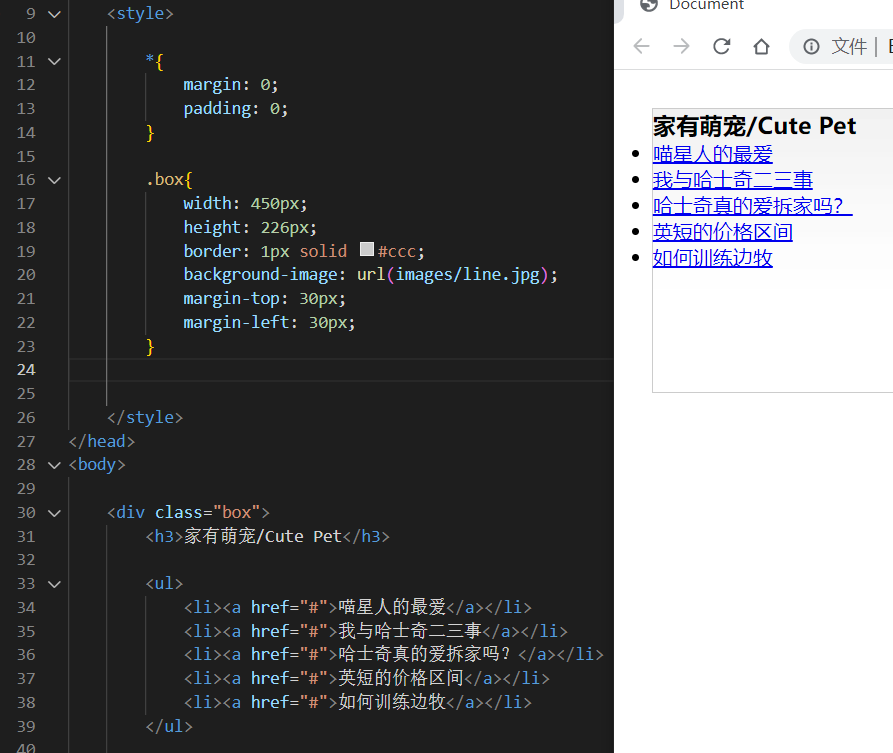 9 <style>
10
11 *{
12 margin: 0;
13 padding: 0;
14 }
15
16 .box{
17 width: 450px;
18 height: 226px;
19 border: 1px solid #ccc;
20 background-image: url(images/line.jpg);
21 margin-top: 30px;
22 margin-left: 30px;
23 }
24
25
26 </style>
27 </head>
28 <body>
29
30 <div class="box">
31 <h3>家有萌宠/Cute Pet</h3>
32
33 <ul>
34 <li><a href="#">喵星人的最爱</a></li>
35 <li><a href="#">我与哈士奇二三事</a></li>
36 <li><a href="#">哈士奇真的爱拆家吗？</a></li>
37 <li><a href="#">英短的价格区间</a></li>
38 <li><a href="#">如何训练边牧</a></li>
39 </ul>
40
Document
文件 |
家有萌宠/Cute Pet
喵星人的最爱
我与哈士奇二三事
哈士奇真的爱拆家吗？
英短的价格区间
如何训练边牧